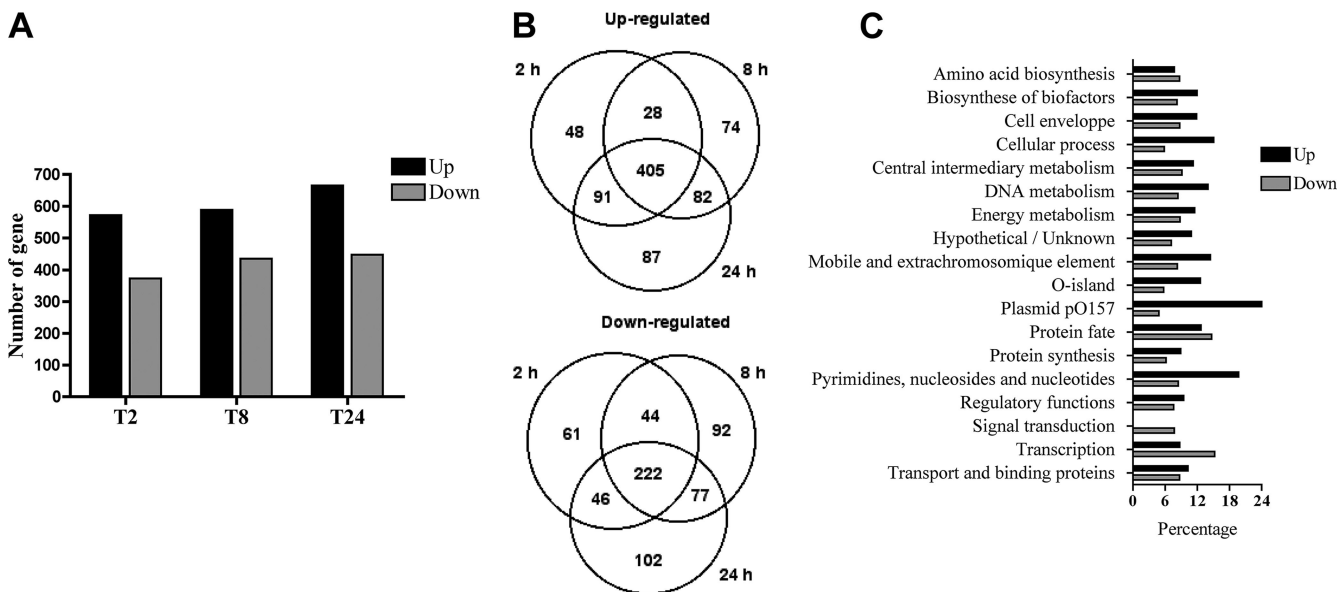 A
Number of gene
700
600
500
400
300
200
100
0
T2
T8
T24
Up
Down
B
Up-regulated
2 h
8 h
28
48
74
405
91
82
87
24 h
Down-regulated
2 h
8 h
44
61
92
222
46
77
102
24 h
C
Amino acid biosynthesis
Biosynthese of biofactors
Cell enveloppe
Cellular process
Central intermediary metabolism
DNA metabolism
Energy metabolism
Hypothetical / Unknown
Mobile and extrachromosomique element
O-island
Plasmid pO157
Protein fate
Protein synthesis
Pyrimidines, nucleosides and nucleotides
Regulatory functions
Signal transduction
Transcription
Transport and binding proteins
0 6 12 18 24
Percentage
Up
Down